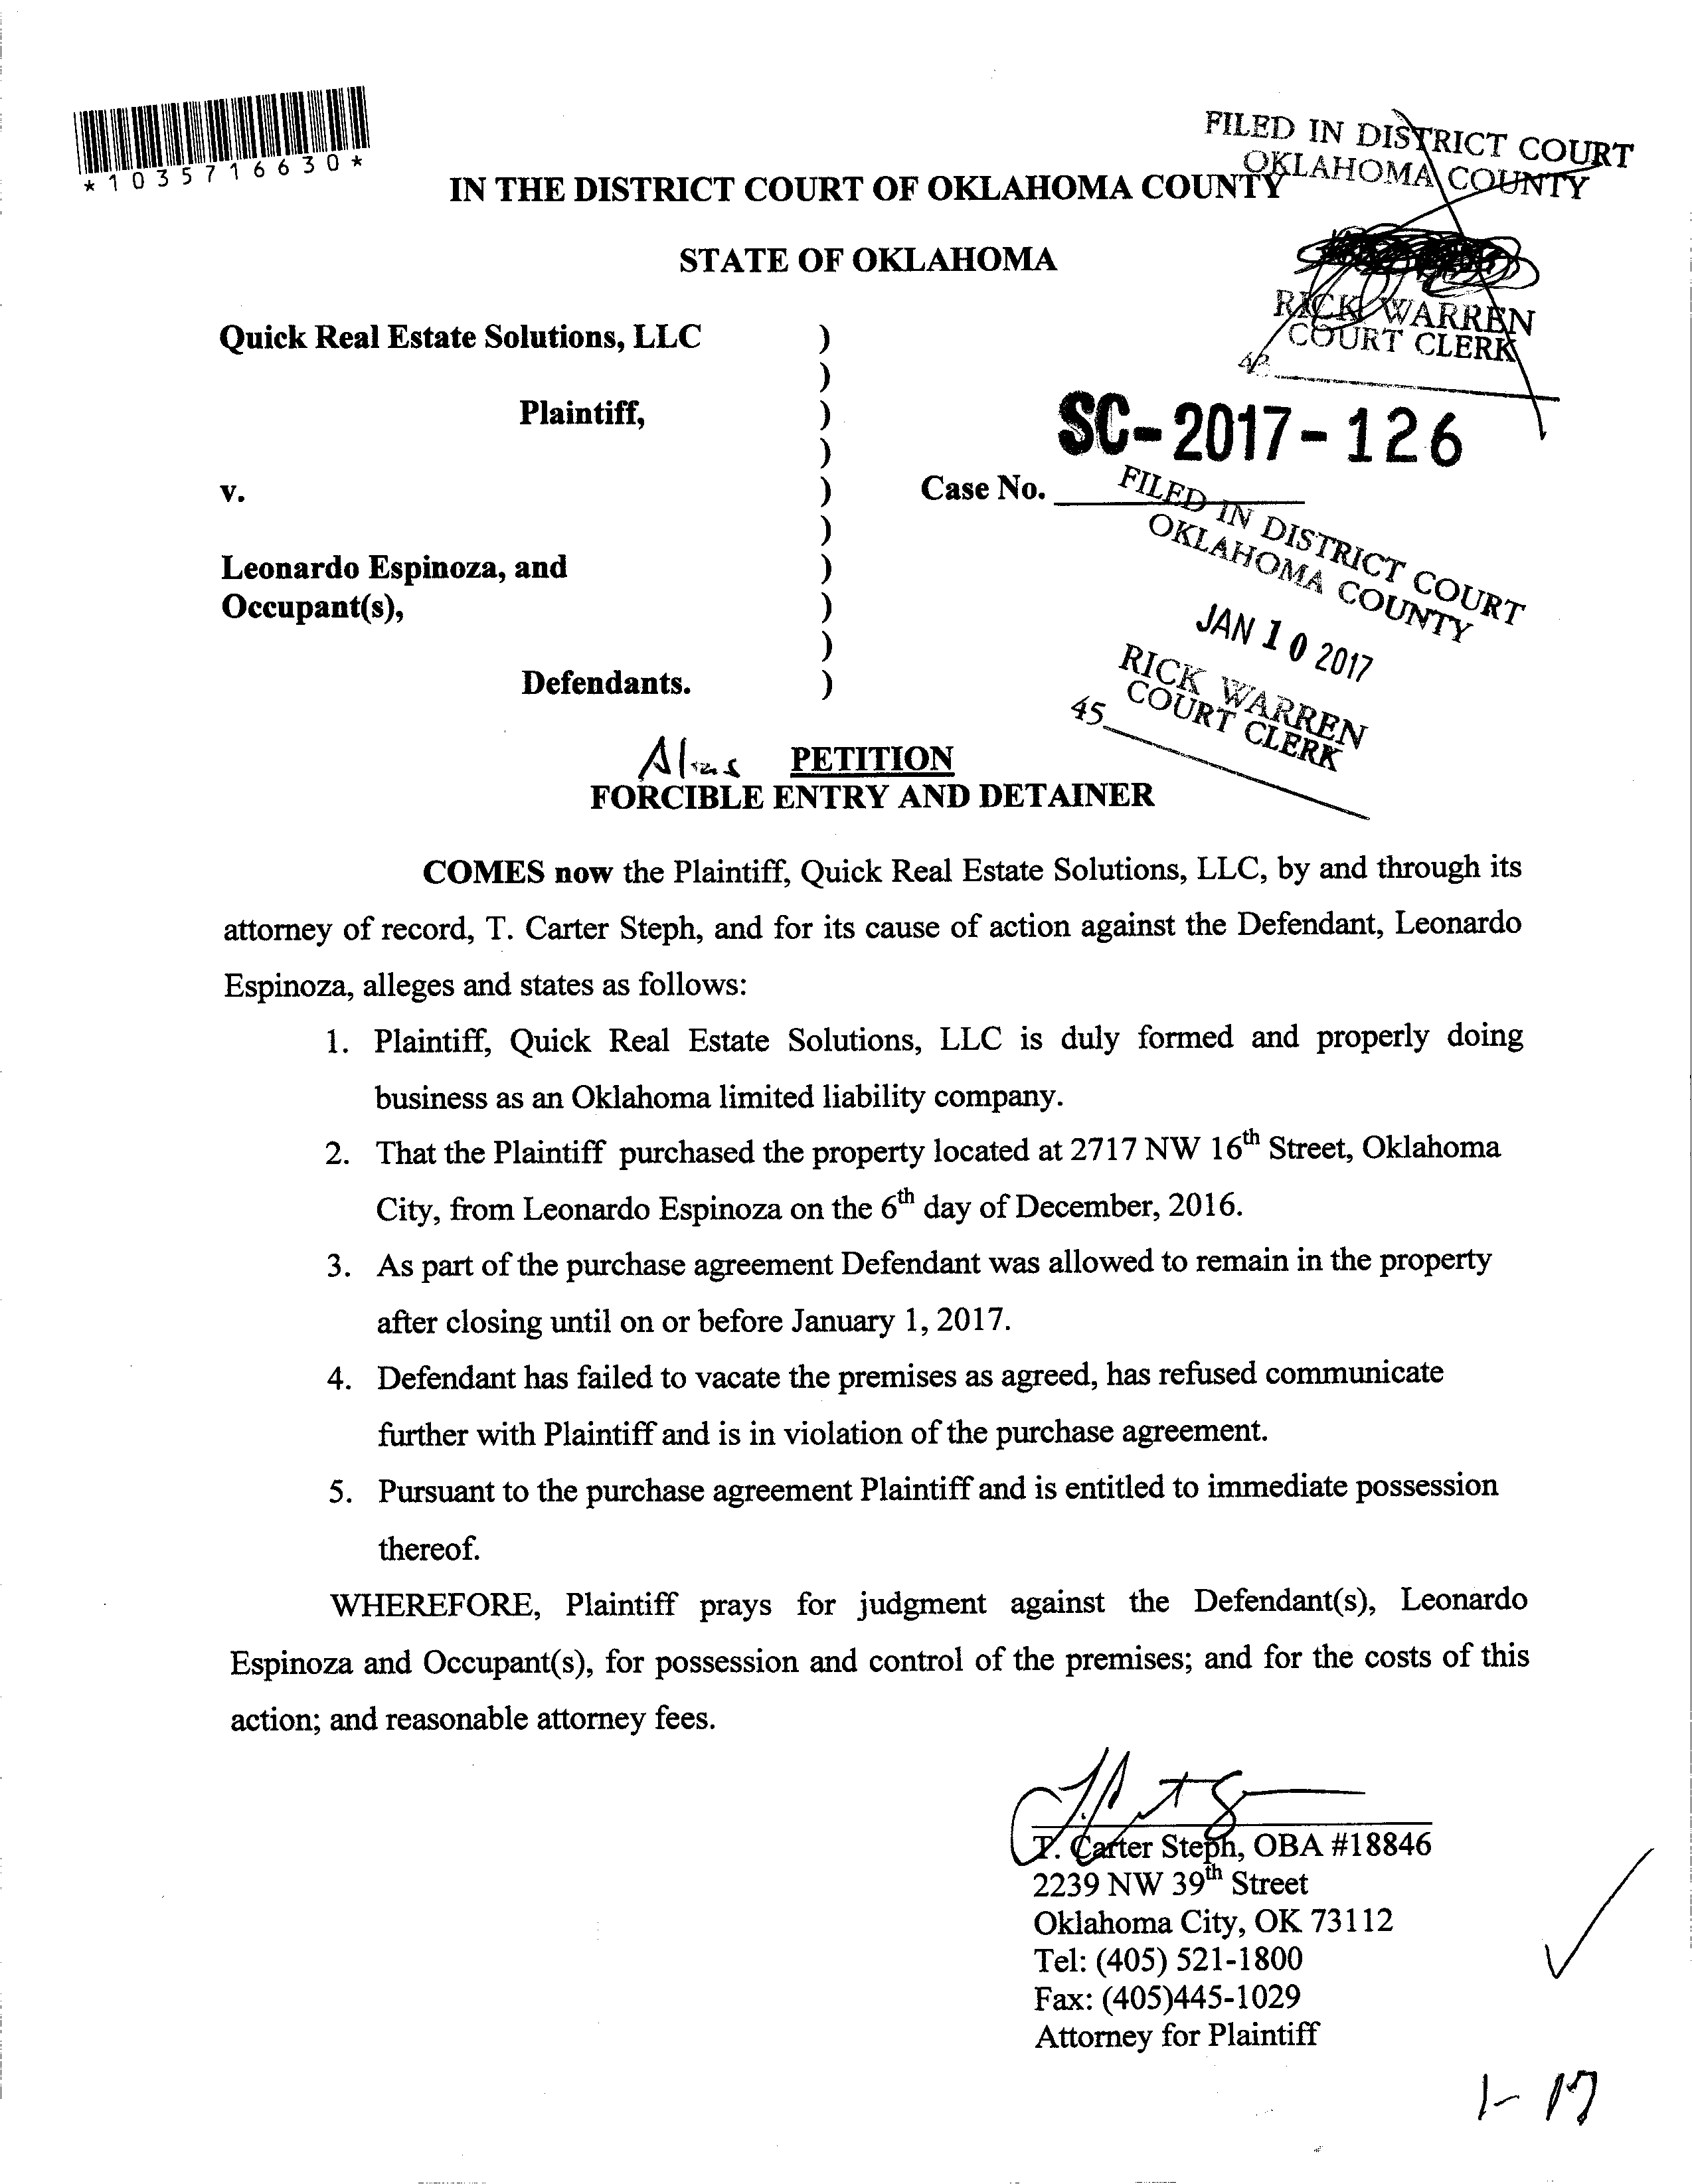 *1035716630*
FILED IN DISTRICT COURT
OKLAHOMA COUNTY
IN THE DISTRICT COURT OF OKLAHOMA COUNTY
STATE OF OKLAHOMA
RICK WARREN
COURT CLERK
Quick Real Estate Solutions, LLC )
)
Plaintiff, )
)
SC-2017-126
v. ) Case No.
)
Leonardo Espinoza, and )
Occupant(s), )
)
Defendants. )
FILED IN DISTRICT COURT
OKLAHOMA COUNTY
JAN 10 2017
RICK WARREN
COURT CLERK
45
Alias PETITION
FORCIBLE ENTRY AND DETAINER
COMES now the Plaintiff, Quick Real Estate Solutions, LLC, by and through its
attorney of record, T. Carter Steph, and for its cause of action against the Defendant, Leonardo
Espinoza, alleges and states as follows:
1. Plaintiff, Quick Real Estate Solutions, LLC is duly formed and properly doing
business as an Oklahoma limited liability company.
2. That the Plaintiff purchased the property located at 2717 NW 16th Street, Oklahoma
City, from Leonardo Espinoza on the 6th day of December, 2016.
3. As part of the purchase agreement Defendant was allowed to remain in the property
after closing until on or before January 1, 2017.
4. Defendant has failed to vacate the premises as agreed, has refused communicate
further with Plaintiff and is in violation of the purchase agreement.
5. Pursuant to the purchase agreement Plaintiff and is entitled to immediate possession
thereof.
WHEREFORE, Plaintiff prays for judgment against the Defendant(s), Leonardo
Espinoza and Occupant(s), for possession and control of the premises; and for the costs of this
action; and reasonable attorney fees.
T. Carter Steph, OBA #18846
2239 NW 39th Street
Oklahoma City, OK 73112
Tel: (405) 521-1800
Fax: (405)445-1029
Attorney for Plaintiff
1-17